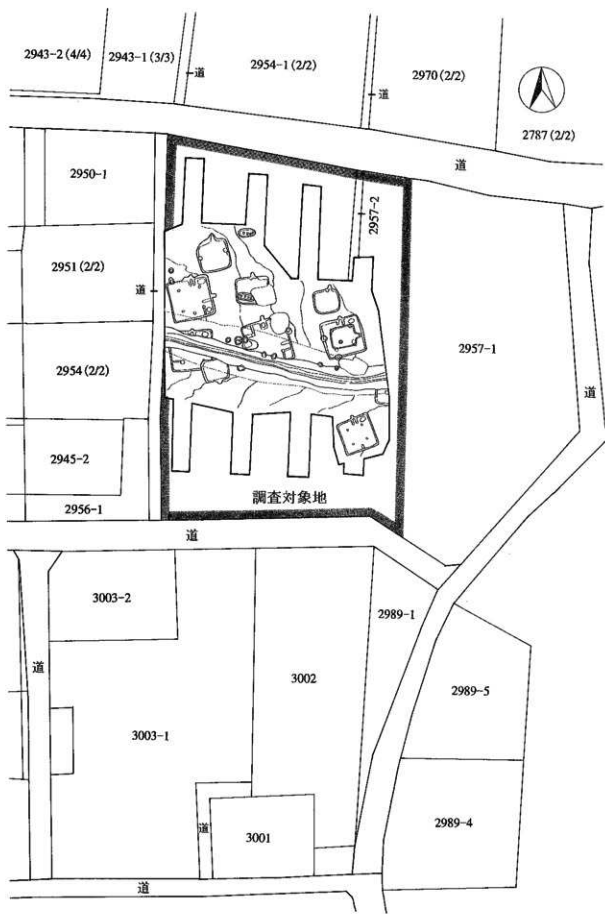 2943-2 (4/4)
2943-1 (3/3)
道
2954-1 (2/2)
道
2970 (2/2)
2787 (2/2)
道
2950-1
2957-2
2951 (2/2)
道
2957-1
2954 (2/2)
道
2945-2
調査対象地
2956-1
道
3003-2
2989-1
道
3002
2989-5
3003-1
道
3001
2989-4
道